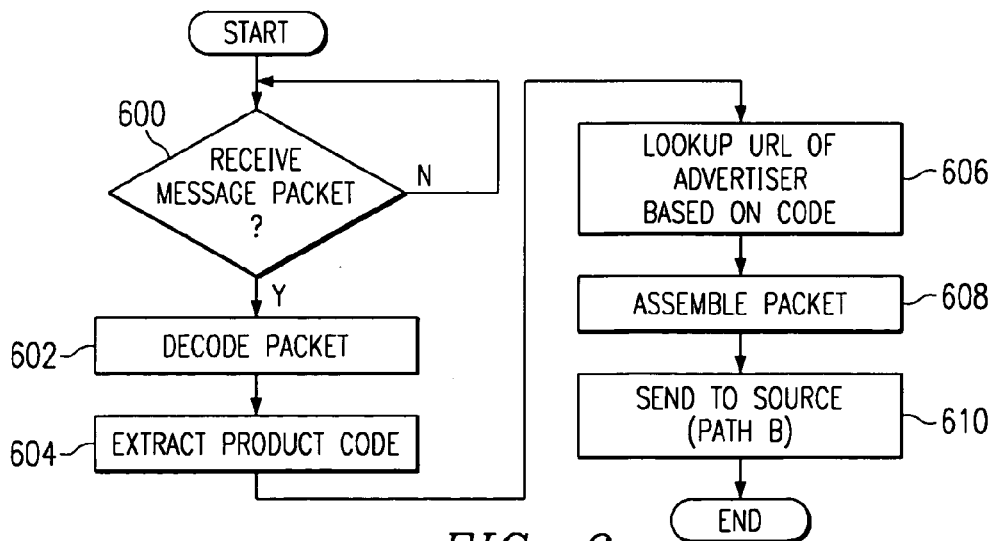 START
600
RECEIVE
MESSAGE PACKET
?
N
Y
602
DECODE PACKET
604
EXTRACT PRODUCT CODE
LOOKUP URL OF
ADVERTISER
BASED ON CODE
606
ASSEMBLE PACKET
608
SEND TO SOURCE
(PATH B)
610
END
FIG.